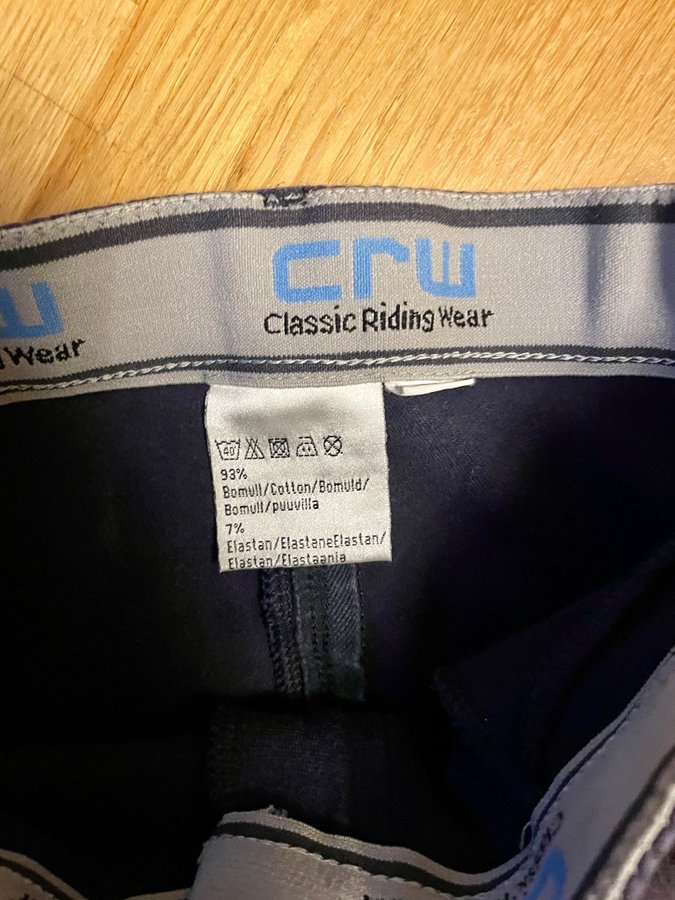 crw
Classic Riding Wear
Wear
40
93%
Bomull/Cotton/Bomuld/
Bomull/puuvilla
7%
Elastan/ElastaneElastan/
Elastan/Elastaania